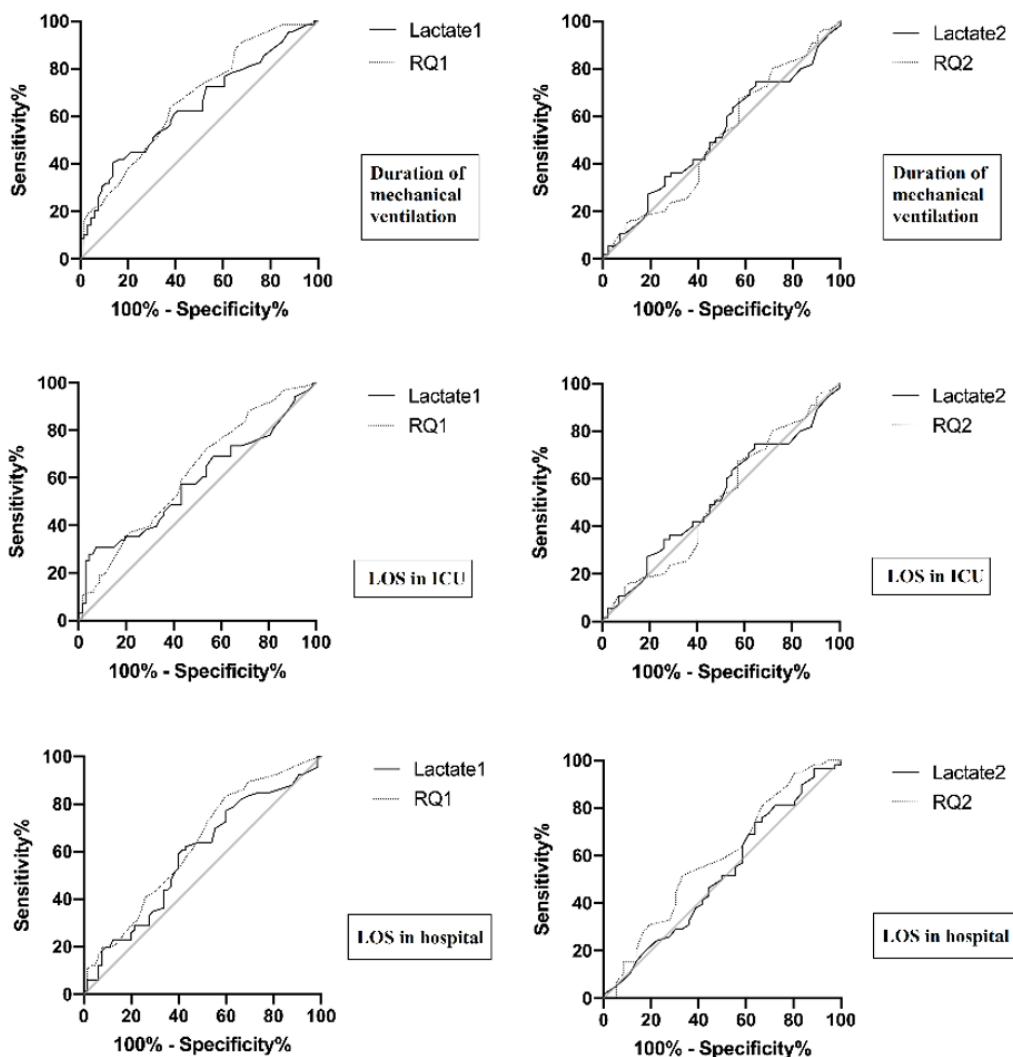 100
80
60
40
20
0
Sensitivity%
0 20 40 60 80 100
100% - Specificity%
Lactate1
RQ1
Duration of
mechanical
ventilation
100
80
60
40
20
0
Sensitivity%
0 20 40 60 80 100
100% - Specificity%
Lactate2
RQ2
Duration of
mechanical
ventilation
100
80
60
40
20
0
Sensitivity%
0 20 40 60 80 100
100% - Specificity%
Lactate1
RQ1
LOS in ICU
100
80
60
40
20
0
Sensitivity%
0 20 40 60 80 100
100% - Specificity%
Lactate2
RQ2
LOS in ICU
100
80
60
40
20
0
Sensitivity%
0 20 40 60 80 100
100% - Specificity%
Lactate1
RQ1
LOS in hospital
100
80
60
40
20
0
Sensitivity%
0 20 40 60 80 100
100% - Specificity%
Lactate2
RQ2
LOS in hospital